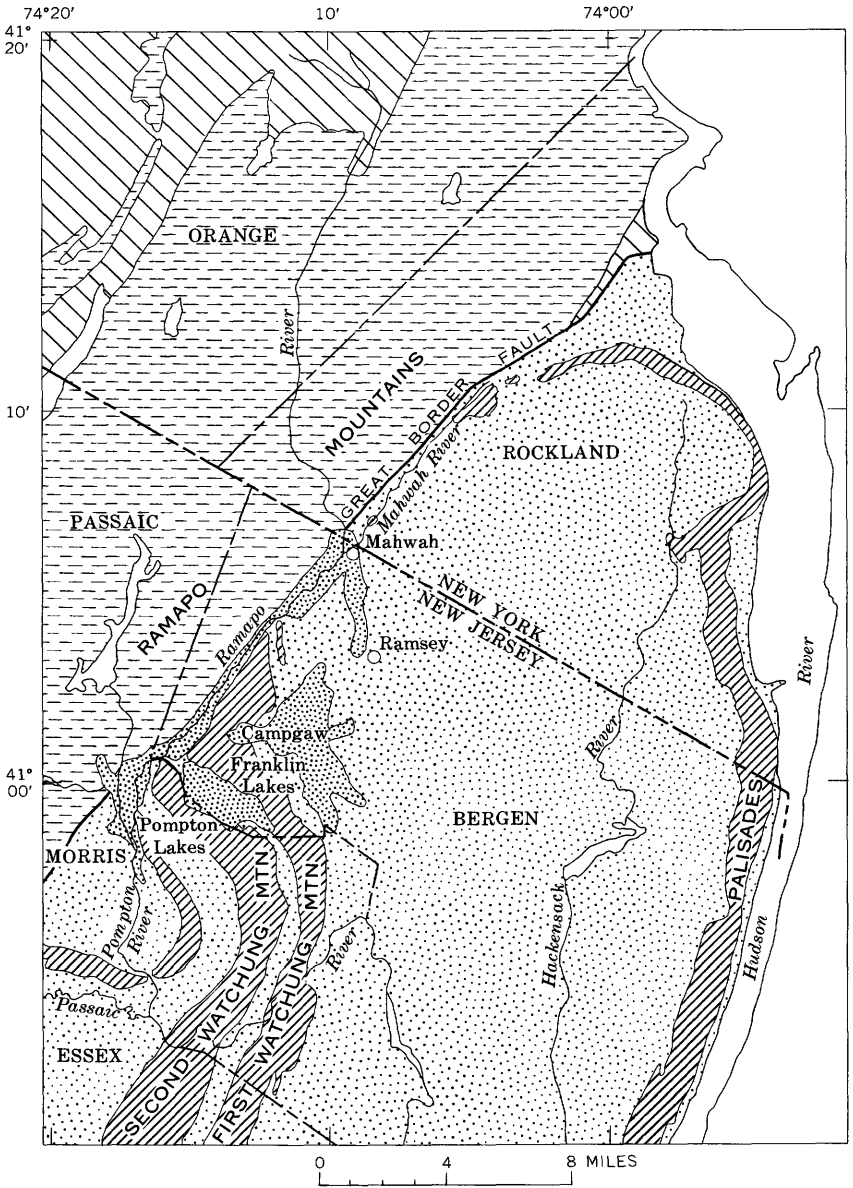 74°20' 10' 74°00'
41°
20'
ORANGE
River
MOUNTAINS
GREAT BORDER FAULT
10'
ROCKLAND
Mahwah River
PASSAIC
Mahwah
NEW YORK
NEW JERSEY
RAMAPO
Ramapo
Ramsey
River
River
Campgaw
Franklin
Lakes
41°
00'
PALISADES
Pompton
Lakes
BERGEN
MORRIS
MTN
MTN
Pompton
River
River
Hackensack
Hudson
Passaic
SECOND WATCHUNG
FIRST WATCHUNG
ESSEX
0 4 8 MILES